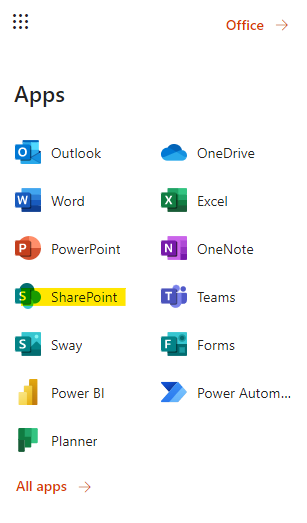 Office
Apps
Outlook
OneDrive
Word
Excel
PowerPoint
OneNote
SharePoint
Teams
Sway
Forms
Power BI
Power Autom...
Planner
All apps